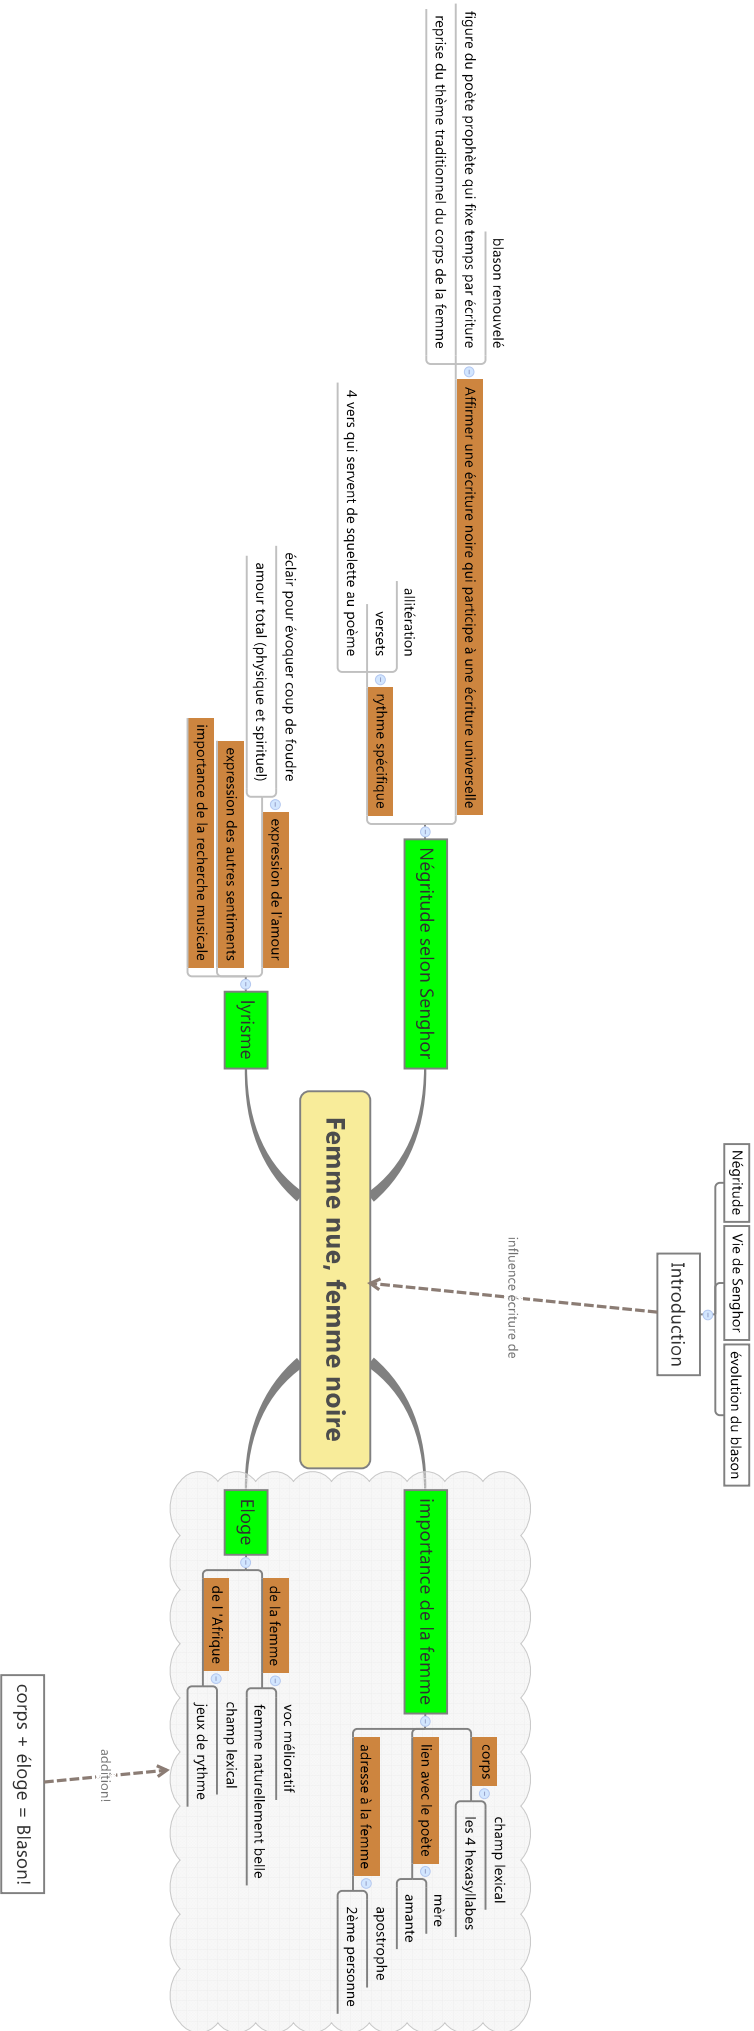 Négritude
Vie de Senghor
évolution du blason
Introduction
influence écriture de
Femme nue, femme noire
Négritude selon Senghor
Affirmer une écriture noire qui participe à une écriture universelle
blason renouvelé
figure du poète prophète qui fixe temps par écriture
reprise du thème traditionnel du corps de la femme
rythme spécifique
allitération
versets
4 vers qui servent de squelette au poème
lyrisme
expression de l'amour
éclair pour évoquer coup de foudre
amour total (physique et spirituel)
expression des autres sentiments
importance de la recherche musicale
importance de la femme
corps
champ lexical
les 4 hexasyllabes
lien avec le poète
mère
amante
adresse à la femme
apostrophe
2ème personne
Eloge
de la femme
voc mélioratif
femme naturellement belle
de l 'Afrique
champ lexical
jeux de rythme
addition!
corps + éloge = Blason!